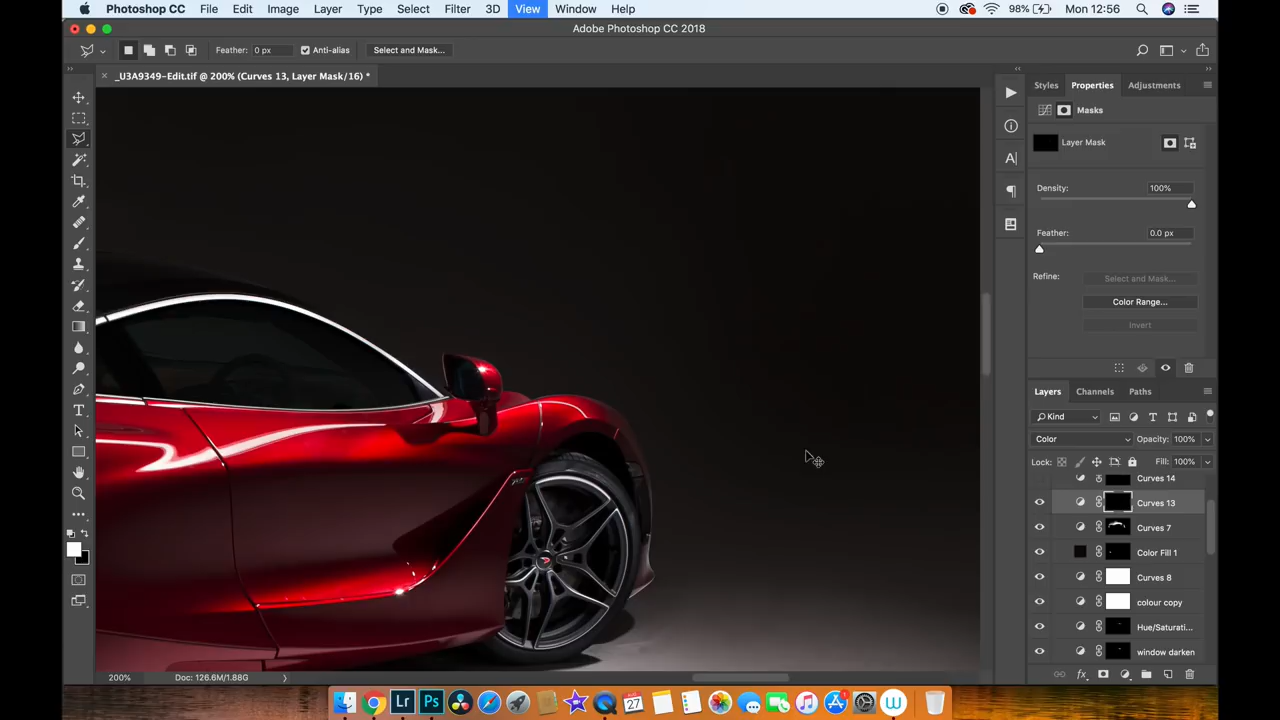 Photoshop CC File Edit Image Layer Type Select Filter 3D View Window Help 98% Mon 12:56
Adobe Photoshop CC 2018
Feather: 0 px Anti-alias Select and Mask...
_U3A9349-Edit.tif @ 200% (Curves 13, Layer Mask/16) *
Styles Properties Adjustments
Masks
Layer Mask
Density: 100%
Feather: 0.0 px
Refine: Select and Mask...
Color Range...
Invert
Layers Channels Paths
Kind
Color Opacity: 100%
Lock: Fill: 100%
Curves 14
Curves 13
Curves 7
Color Fill 1
Curves 8
colour copy
Hue/Saturati...
window darken
200% Doc: 126.6M/1.88G
Lr Ps 27 W